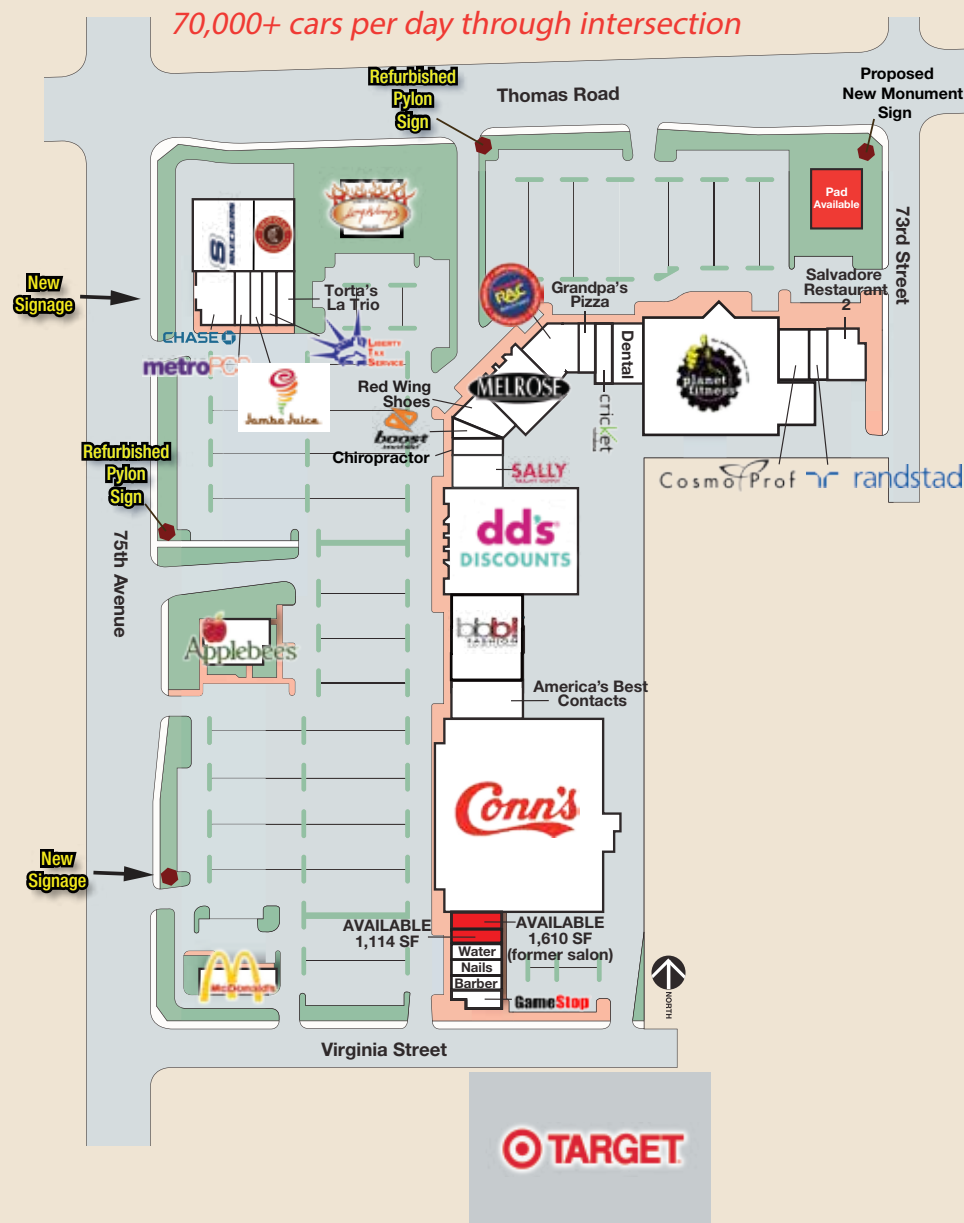 70,000+ cars per day through intersection
Refurbished
Pylon
Sign
Thomas Road
Proposed
New Monument
Sign
Pad
Available
73rd Street
SKECHERS
LongWong's
New
Signage
Torta's
La Trio
RAC
Grandpa's
Pizza
Salvadore
Restaurant
2
CHASE
LIBERTY
TAX
SERVICE
Dental
metroPCS
Jamba Juice
Red Wing
Shoes
MELROSE
planet
fitness
boost
cricket
Chiropractor
SALLY
CosmoProf
randstad
Refurbished
Pylon
Sign
75th Avenue
dd's
DISCOUNTS
Applebees
FASHION
America's Best
Contacts
Conn's
New
Signage
AVAILABLE
1,114 SF
AVAILABLE
1,610 SF
(former salon)
Water
Nails
Barber
GameStop
McDonald's
NORTH
Virginia Street
TARGET